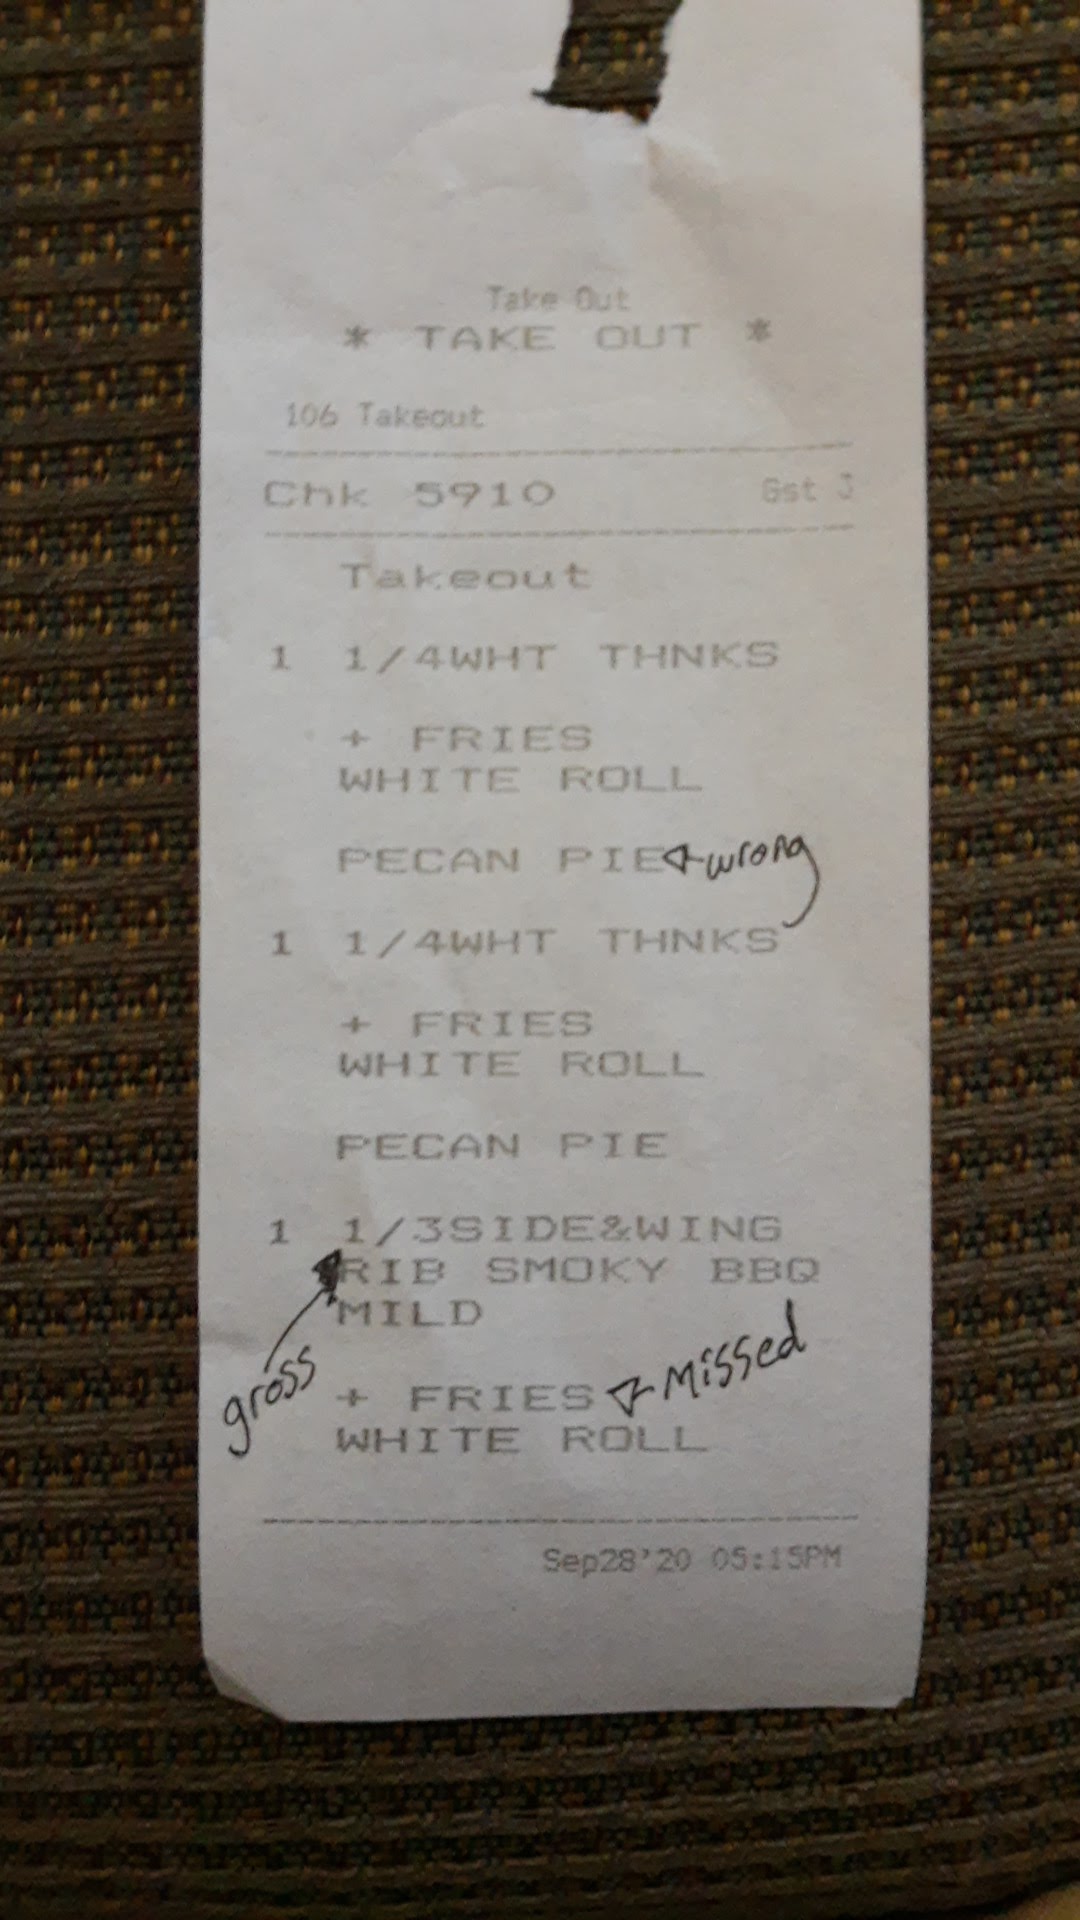 Take Out
* TAKE OUT *
106 Takeout
Chk 5910 Gst 3
Takeout
1 1/4WHT THNKS
+ FRIES
WHITE ROLL
PECAN PIE wrong
1 1/4WHT THNKS
+ FRIES
WHITE ROLL
PECAN PIE
1 1/3SIDE&WING
RIB SMOKY BBQ
MILD
gross
+ FRIES Missed
WHITE ROLL
Sep28'20 05:15PM